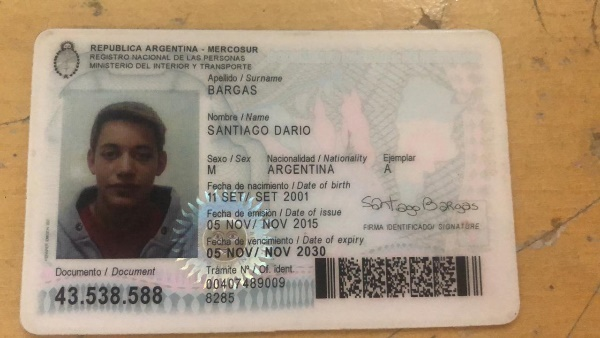 REPUBLICA ARGENTINA - MERCOSUR
REGISTRO NACIONAL DE LAS PERSONAS
MINISTERIO DEL INTERIOR Y TRANSPORTE
Apellido / Surname
BARGAS
Nombre / Name
SANTIAGO DARIO
Sexo / Sex Nacionalidad / Nationality Ejemplar
M ARGENTINA A
Fecha de nacimiento / Date of birth
11 SET/ SET 2001
Fecha de emisión / Date of issue
05 NOV/ NOV 2015
Santiago Bargas
FIRMA IDENTIFICADO/ SIGNATURE
Fecha de vencimiento / Date of expiry
05 NOV/ NOV 2030
Documento / Document
43.538.588
Trámite Nº / Of. ident.
00407489009
8285